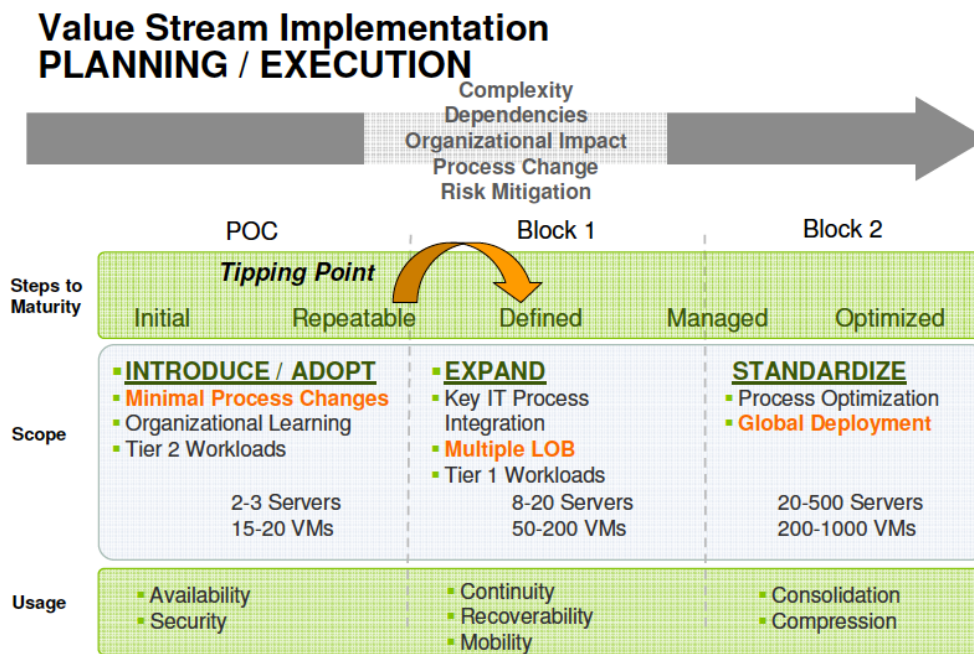 Value Stream Implementation
PLANNING / EXECUTION
Complexity
Dependencies
Organizational Impact
Process Change
Risk Mitigation
POC
Block 1
Block 2
Steps to
Maturity
Tipping Point
Initial
Repeatable
Defined
Managed
Optimized
Scope
INTRODUCE / ADOPT
Minimal Process Changes
Organizational Learning
Tier 2 Workloads
2-3 Servers
15-20 VMs
EXPAND
Key IT Process
Integration
Multiple LOB
Tier 1 Workloads
8-20 Servers
50-200 VMs
STANDARDIZE
Process Optimization
Global Deployment
20-500 Servers
200-1000 VMs
Usage
Availability
Security
Continuity
Recoverability
Mobility
Consolidation
Compression